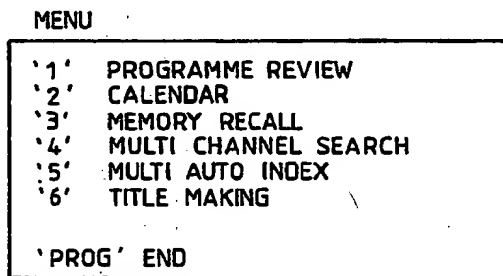 MENU
'1' PROGRAMME REVIEW
'2' CALENDAR
'3' MEMORY RECALL
'4' MULTI CHANNEL SEARCH
'5' MULTI AUTO INDEX
'6' TITLE MAKING
'PROG' END